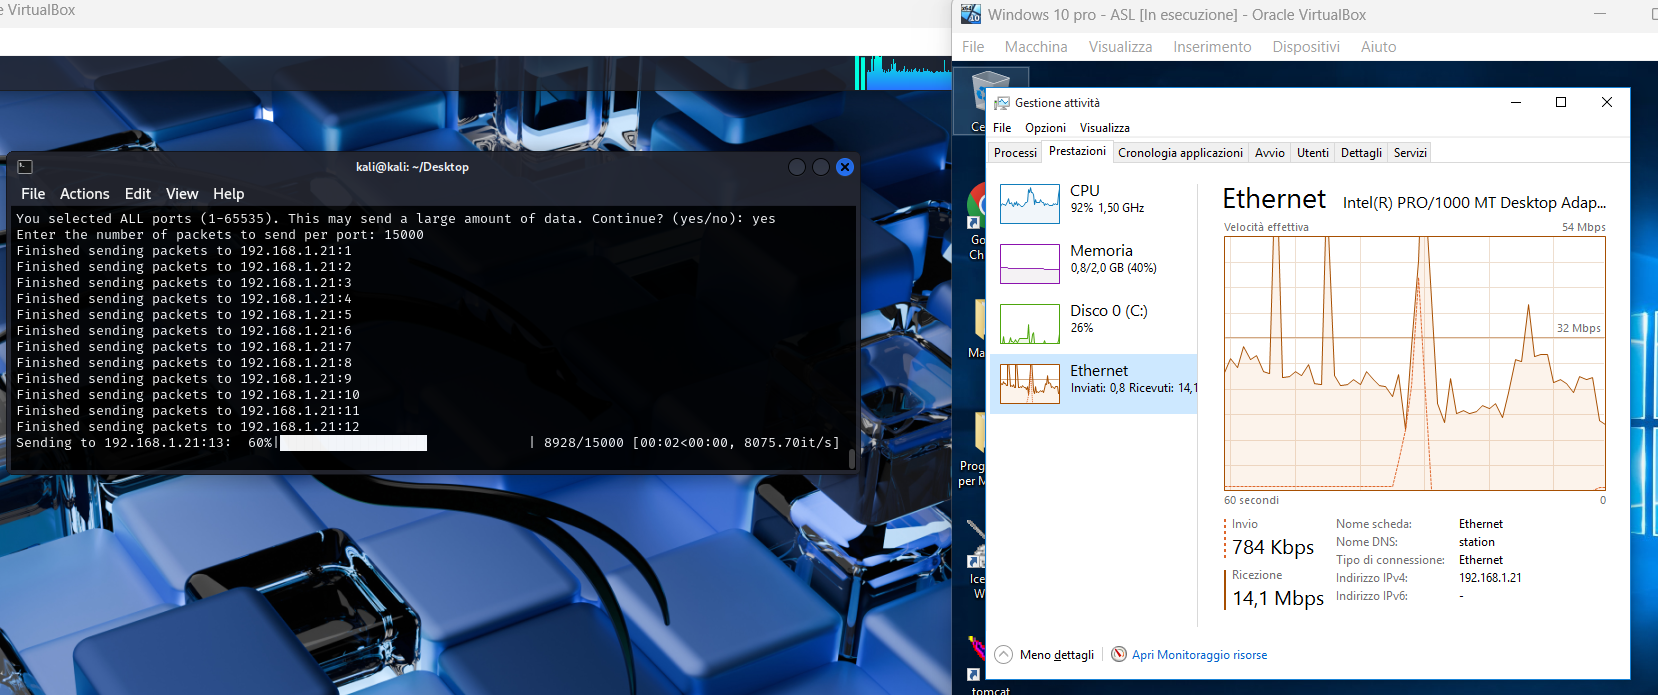 VirtualBox
kali@kali: ~/Desktop
File Actions Edit View Help
You selected ALL ports (1-65535). This may send a large amount of data. Continue? (yes/no): yes
Enter the number of packets to send per port: 15000
Finished sending packets to 192.168.1.21:1
Finished sending packets to 192.168.1.21:2
Finished sending packets to 192.168.1.21:3
Finished sending packets to 192.168.1.21:4
Finished sending packets to 192.168.1.21:5
Finished sending packets to 192.168.1.21:6
Finished sending packets to 192.168.1.21:7
Finished sending packets to 192.168.1.21:8
Finished sending packets to 192.168.1.21:9
Finished sending packets to 192.168.1.21:10
Finished sending packets to 192.168.1.21:11
Finished sending packets to 192.168.1.21:12
Sending to 192.168.1.21:13: 60%| | 8928/15000 [00:02<00:00, 8075.70it/s]
Windows 10 pro - ASL [In esecuzione] - Oracle VirtualBox
File Macchina Visualizza Inserimento Dispositivi Aiuto
Gestione attività
File Opzioni Visualizza
Processi Prestazioni Cronologia applicazioni Avvio Utenti Dettagli Servizi
CPU
92% 1,50 GHz
Memoria
0,8/2,0 GB (40%)
Disco 0 (C:)
26%
Ethernet
Inviati: 0,8 Ricevuti: 14,1
Ethernet Intel(R) PRO/1000 MT Desktop Adap...
Velocità effettiva 54 Mbps
32 Mbps
60 secondi 0
Invio
784 Kbps
Ricezione
14,1 Mbps
Nome scheda: Ethernet
Nome DNS: station
Tipo di connessione: Ethernet
Indirizzo IPv4: 192.168.1.21
Indirizzo IPv6: -
Meno dettagli
Apri Monitoraggio risorse
Ce
Go
Ch
Ma
Prog
per M
Ice
W
tomcat